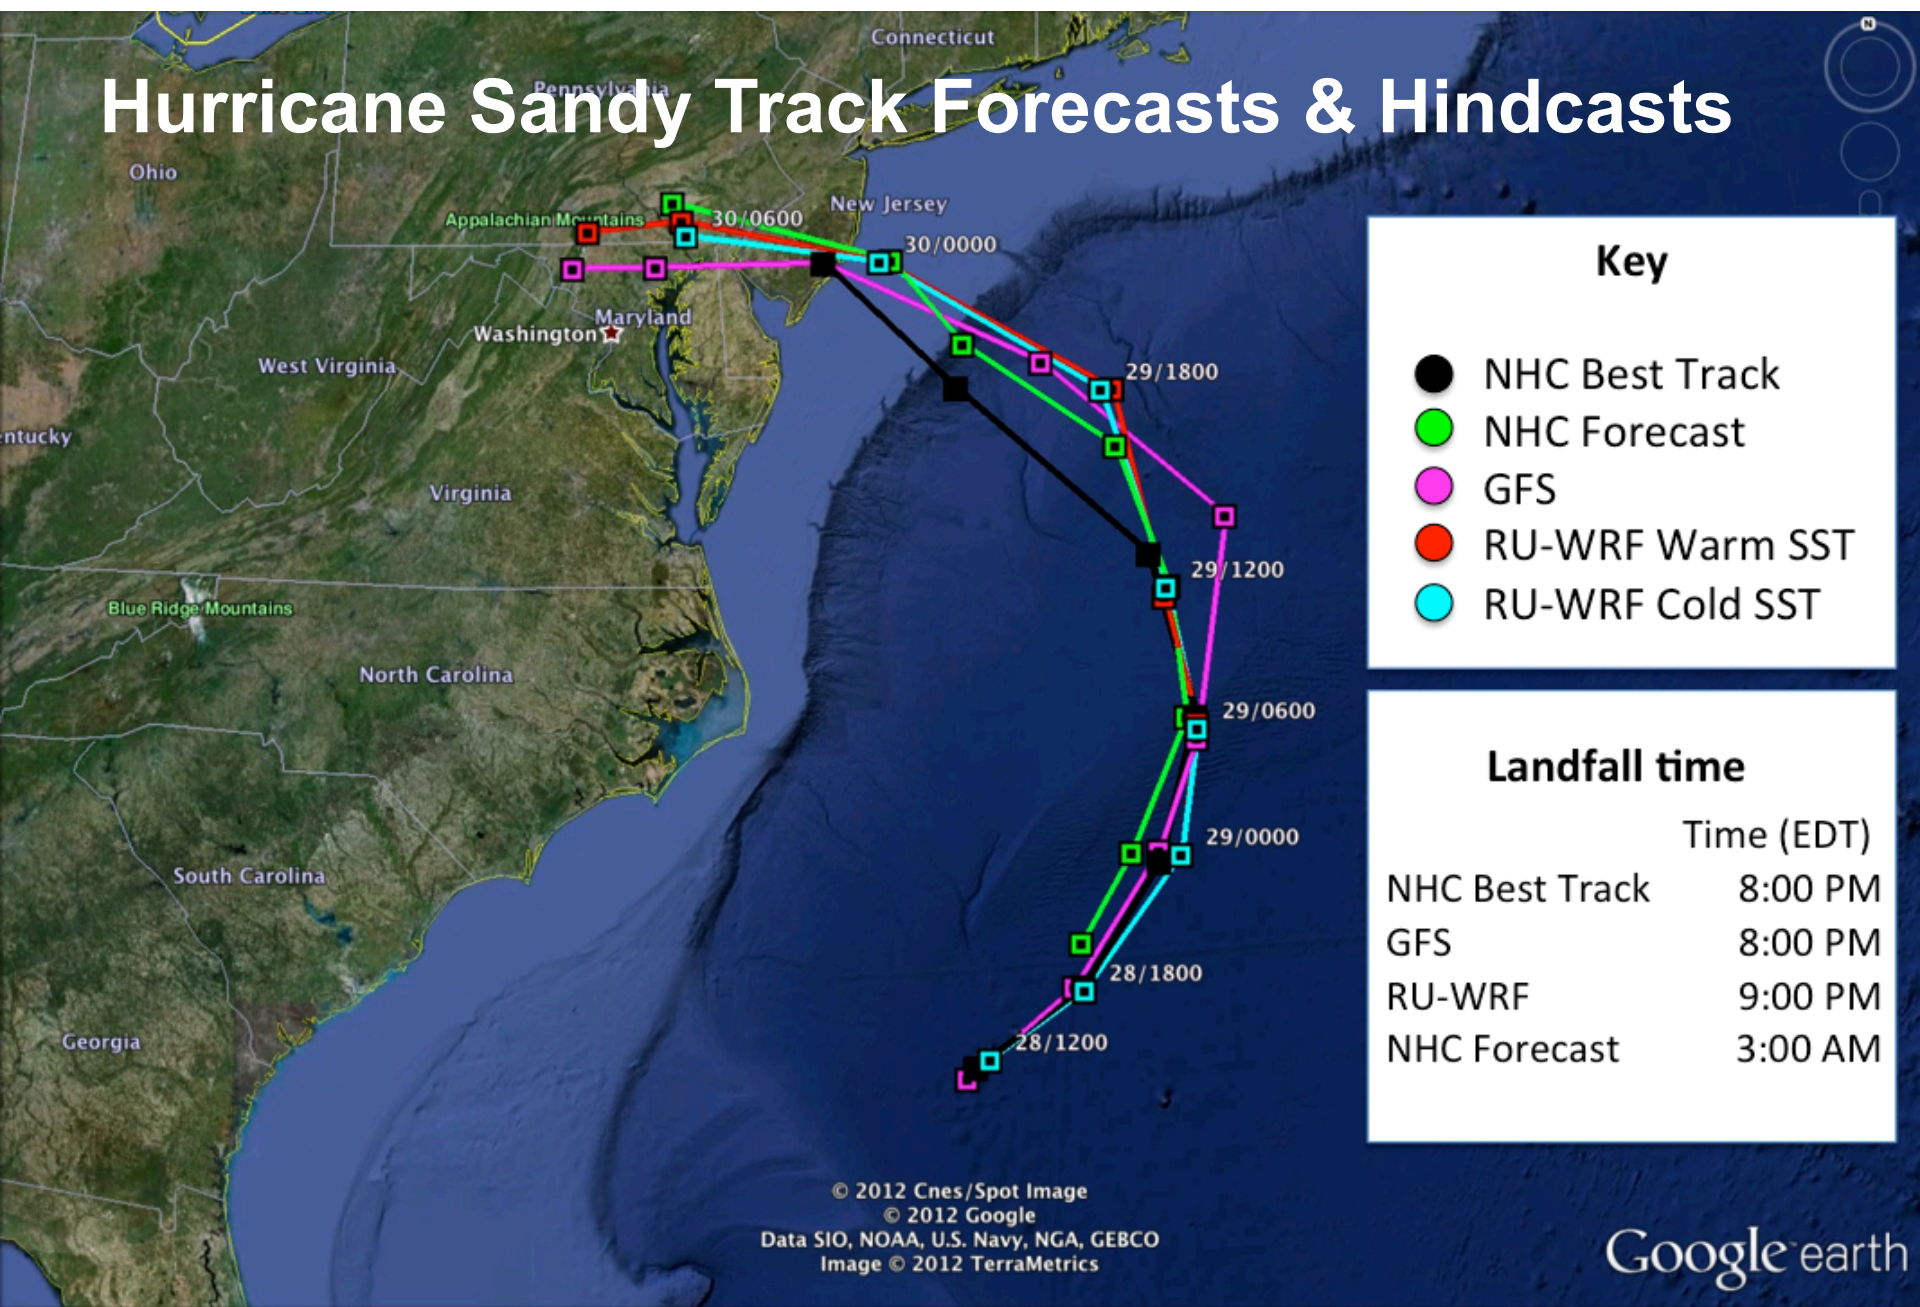 Hurricane Sandy Track Forecasts & Hindcasts
Connecticut
Pennsylvania
Ohio
New Jersey
Appalachian Mountains
30/0600
30/0000
Maryland
Washington
West Virginia
29/1800
entucky
Virginia
29/1200
Blue Ridge Mountains
North Carolina
29/0600
29/0000
South Carolina
28/1800
Georgia
28/1200
N
Key
NHC Best Track
NHC Forecast
GFS
RU-WRF Warm SST
RU-WRF Cold SST
Landfall time
Time (EDT)
NHC Best Track 8:00 PM
GFS 8:00 PM
RU-WRF 9:00 PM
NHC Forecast 3:00 AM
© 2012 Cnes/Spot Image
© 2012 Google
Data SIO, NOAA, U.S. Navy, NGA, GEBCO
Image © 2012 TerraMetrics
Google earth